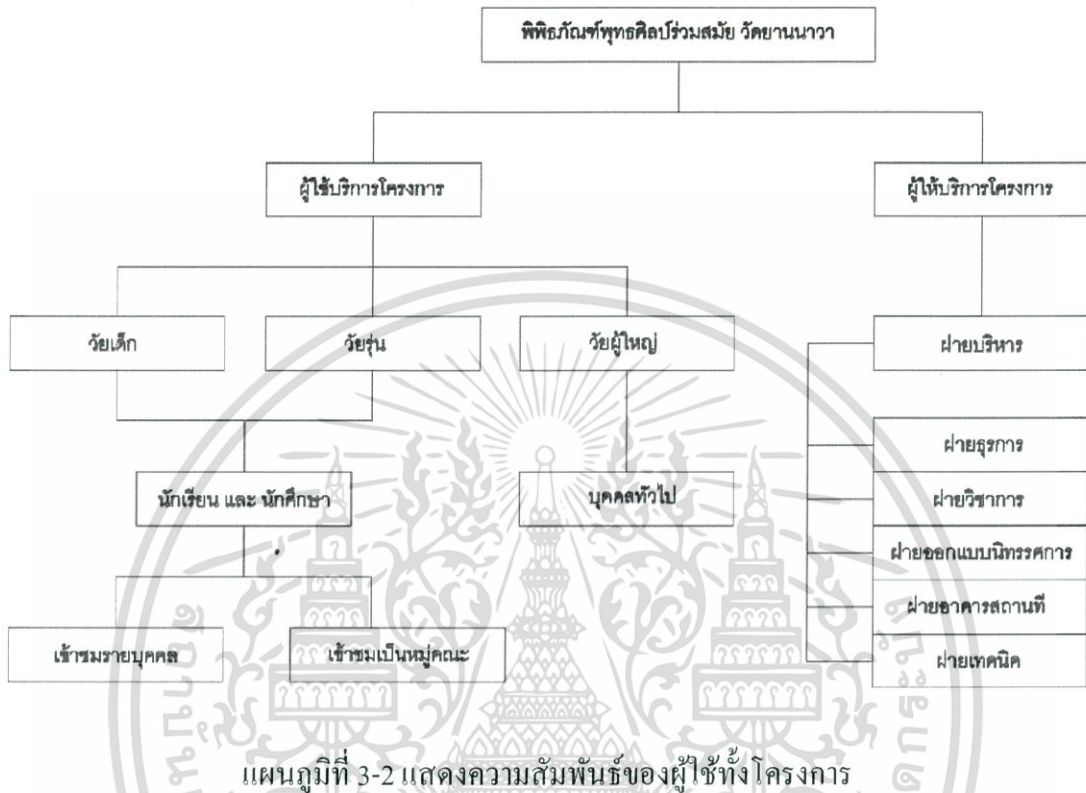 พิพิธภัณฑ์พุทธศิลป์ร่วมสมัย วัดยานนาวา
ผู้ใช้บริการโครงการ
ผู้ให้บริการโครงการ
วัยเด็ก
วัยรุ่น
วัยผู้ใหญ่
ฝ่ายบริหาร
ฝ่ายธุรการ
นักเรียน และ นักศึกษา
บุคคลทั่วไป
ฝ่ายวิชาการ
ฝ่ายออกแบบนิทรรศการ
ฝ่ายอาคารสถานที่
เข้าชมรายบุคคล
เข้าชมเป็นหมู่คณะ
ฝ่ายเทคนิค
แผนภูมิที่ 3-2 แสดงความสัมพันธ์ของผู้ใช้ทั้งโครงการ